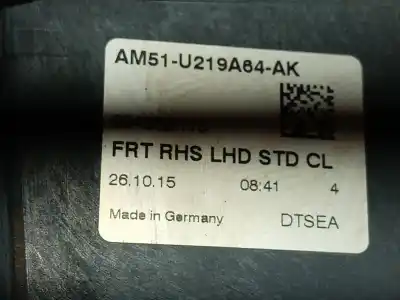 AM51-U219A64-AK
FRT RHS LHD STD CL
26.10.15 08:41 4
Made in Germany DTSEA